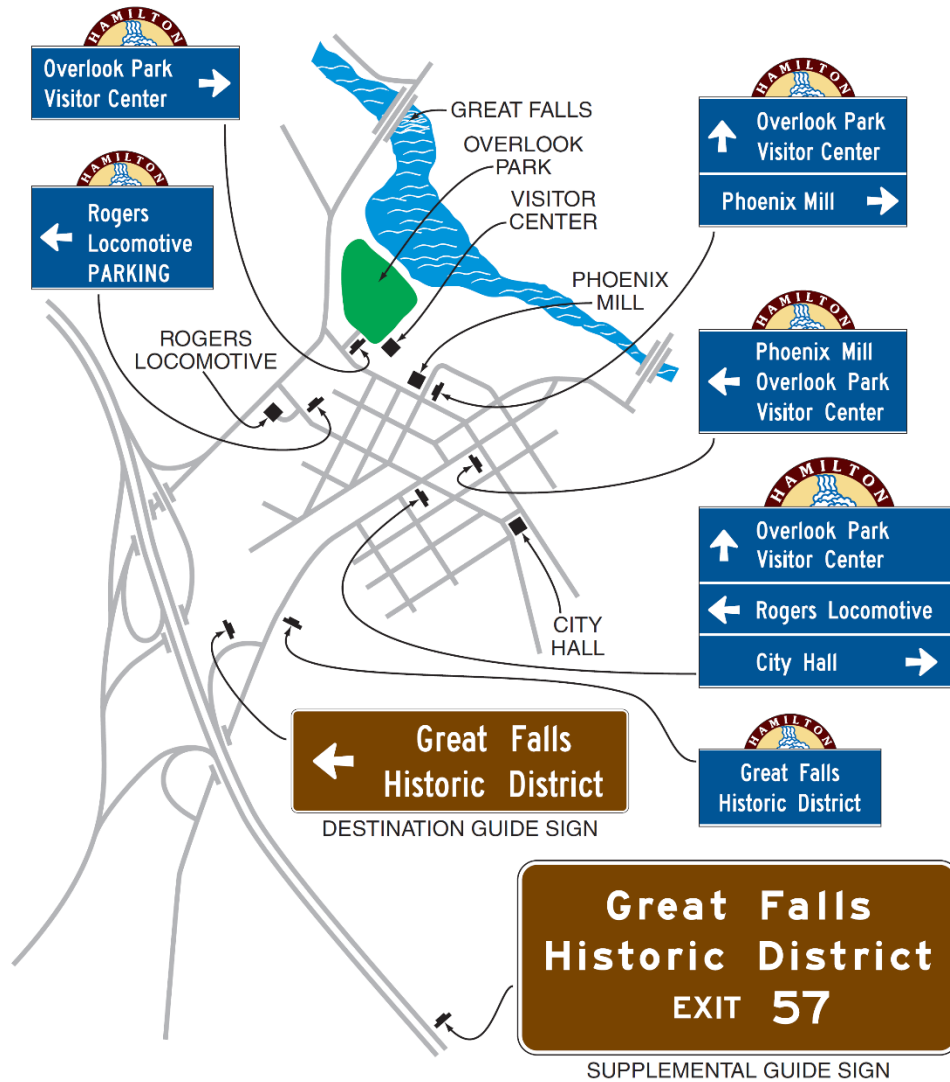 HAMILTON
Overlook Park
Visitor Center
HAMILTON
Rogers
Locomotive
PARKING
GREAT FALLS
OVERLOOK
PARK
VISITOR
CENTER
PHOENIX
MILL
ROGERS
LOCOMOTIVE
CITY
HALL
HAMILTON
Overlook Park
Visitor Center
Phoenix Mill
HAMILTON
Phoenix Mill
Overlook Park
Visitor Center
HAMILTON
Overlook Park
Visitor Center
Rogers Locomotive
City Hall
Great Falls
Historic District
DESTINATION GUIDE SIGN
HAMILTON
Great Falls
Historic District
Great Falls
Historic District
EXIT 57
SUPPLEMENTAL GUIDE SIGN